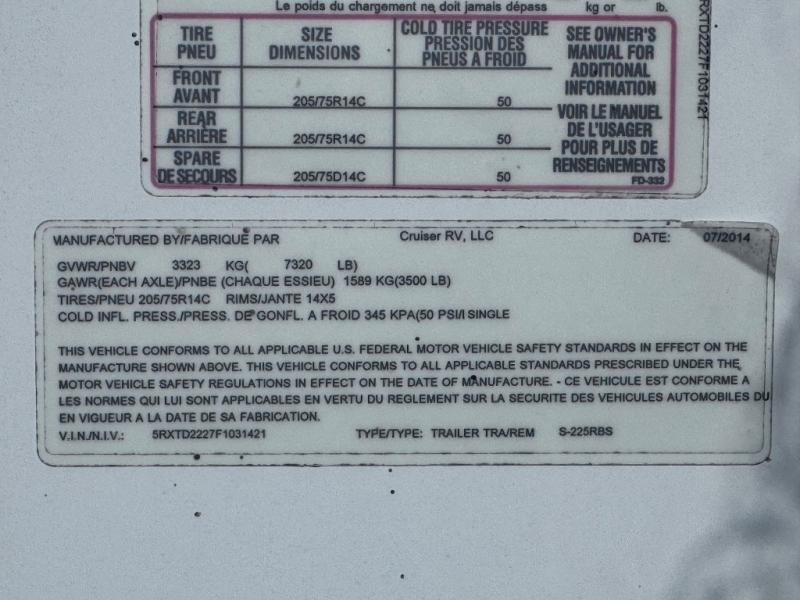 Le poids du chargement ne doit jamais dépass kg or lb.
TIRE PNEU
SIZE DIMENSIONS
COLD TIRE PRESSURE PRESSION DES PNEUS A FROID
SEE OWNER'S MANUAL FOR ADDITIONAL INFORMATION
FRONT AVANT 205/75R14C 50
REAR ARRIÈRE 205/75R14C 50
SPARE DE SECOURS 205/75D14C 50
VOIR LE MANUEL DE L'USAGER POUR PLUS DE RENSEIGNEMENTS
FD-332
RXTD2227F1031421
MANUFACTURED BY/FABRIQUÉ PAR Cruiser RV, LLC DATE: 07/2014
GVWR/PNBV 3323 KG( 7320 LB)
GAWR(EACH AXLE)/PNBE (CHAQUE ESSIEU) 1589 KG(3500 LB)
TIRES/PNEU 205/75R14C RIMS/JANTE 14X5
COLD INFL. PRESS./PRESS. DE GONFL. A FROID 345 KPA(50 PSI/ SINGLE
THIS VEHICLE CONFORMS TO ALL APPLICABLE U.S. FEDERAL MOTOR VEHICLE SAFETY STANDARDS IN EFFECT ON THE
MANUFACTURE SHOWN ABOVE. THIS VEHICLE CONFORMS TO ALL APPLICABLE STANDARDS PRESCRIBED UNDER THE
MOTOR VEHICLE SAFETY REGULATIONS IN EFFECT ON THE DATE OF MANUFACTURE. - CE VEHICULE EST CONFORME A
LES NORMES QUI LUI SONT APPLICABLES EN VERTU DU REGLEMENT SUR LA SECURITE DES VEHICULES AUTOMOBILES DU
EN VIGUEUR A LA DATE DE SA FABRICATION.
V.I.N./N.I.V.: 5RXTD2227F1031421 TYPE/TYPE: TRAILER TRA/REM S-225RBS